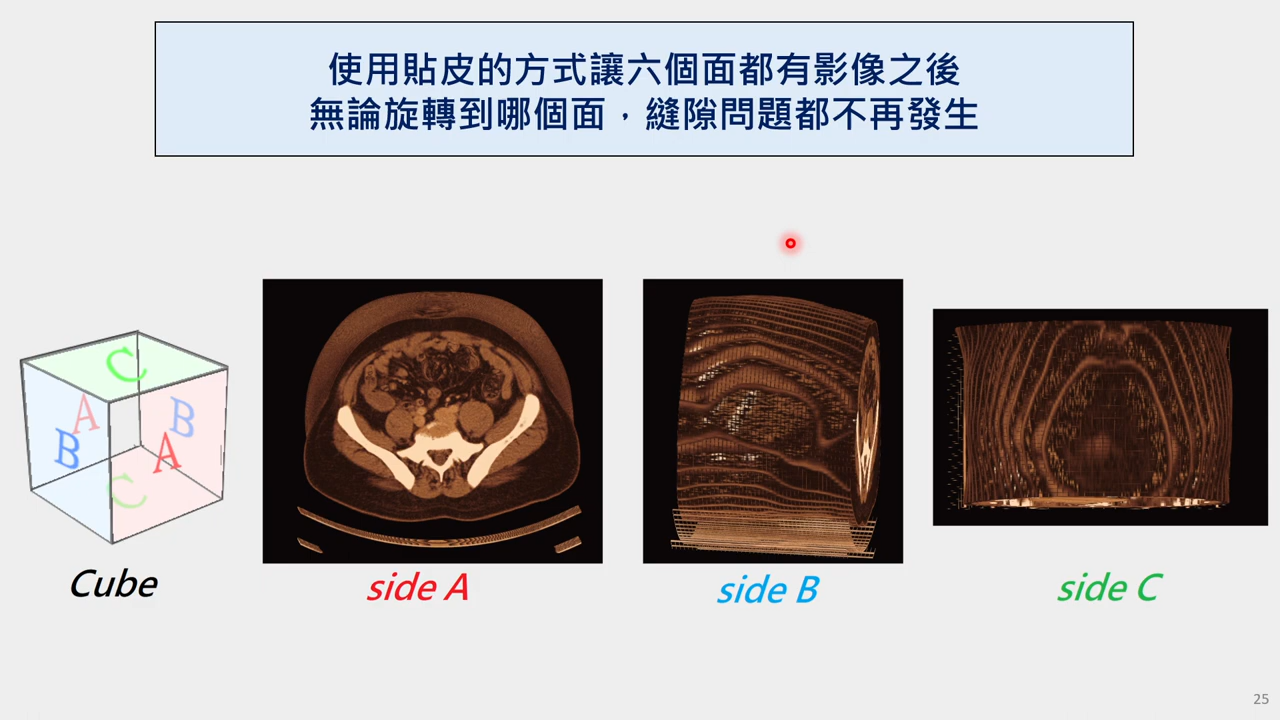 使用貼皮的方式讓六個面都有影像之後
無論旋轉到哪個面，縫隙問題都不再發生
C
A
B
B
A
C
Cube
side A
side B
side C
25